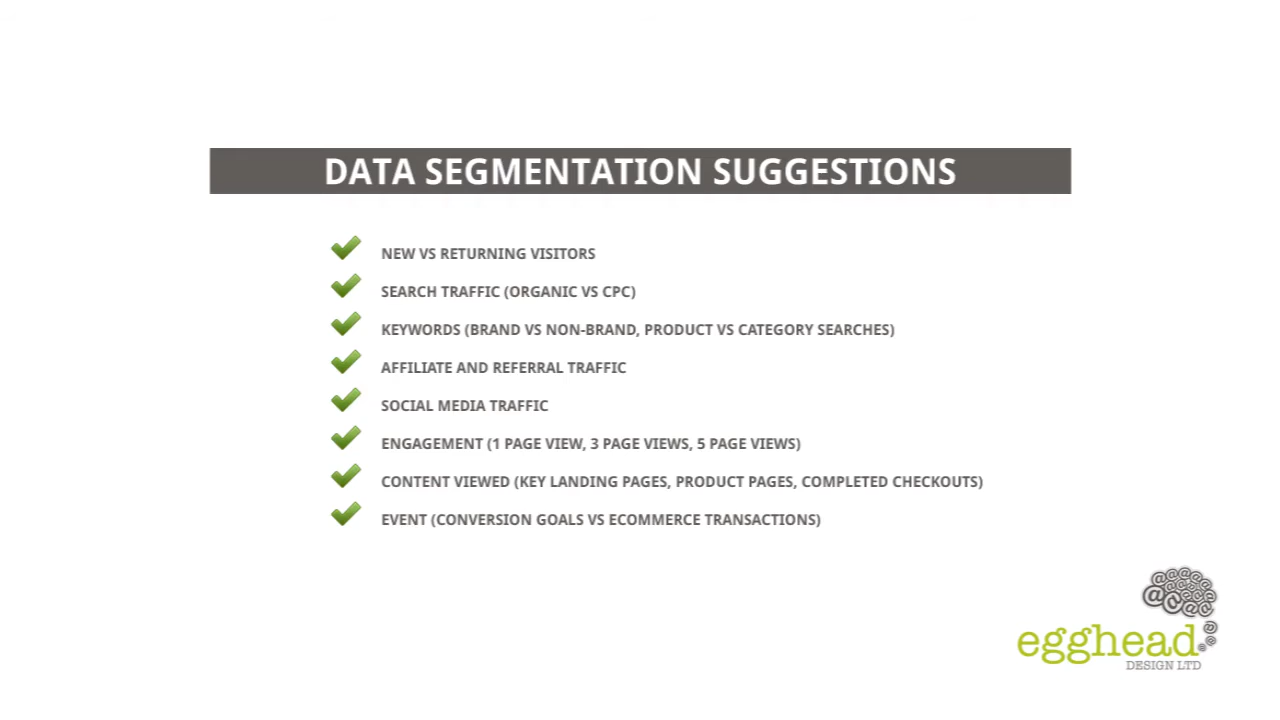 DATA SEGMENTATION SUGGESTIONS
NEW VS RETURNING VISITORS
SEARCH TRAFFIC (ORGANIC VS CPC)
KEYWORDS (BRAND VS NON-BRAND, PRODUCT VS CATEGORY SEARCHES)
AFFILIATE AND REFERRAL TRAFFIC
SOCIAL MEDIA TRAFFIC
ENGAGEMENT (1 PAGE VIEW, 3 PAGE VIEWS, 5 PAGE VIEWS)
CONTENT VIEWED (KEY LANDING PAGES, PRODUCT PAGES, COMPLETED CHECKOUTS)
EVENT (CONVERSION GOALS VS ECOMMERCE TRANSACTIONS)
egghead
DESIGN LTD